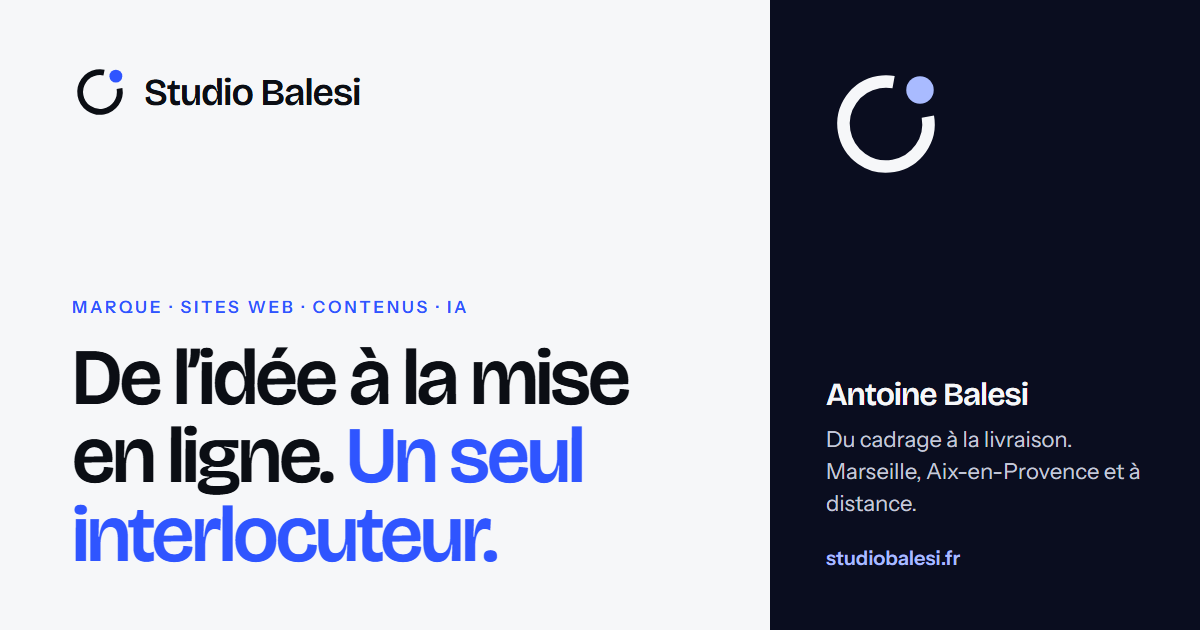 Studio Balesi
MARQUE · SITES WEB · CONTENUS · IA
De l’idée à la mise
en ligne. Un seul
interlocuteur.
Antoine Balesi
Du cadrage à la livraison.
Marseille, Aix-en-Provence et à
distance.
studiobalesi.fr